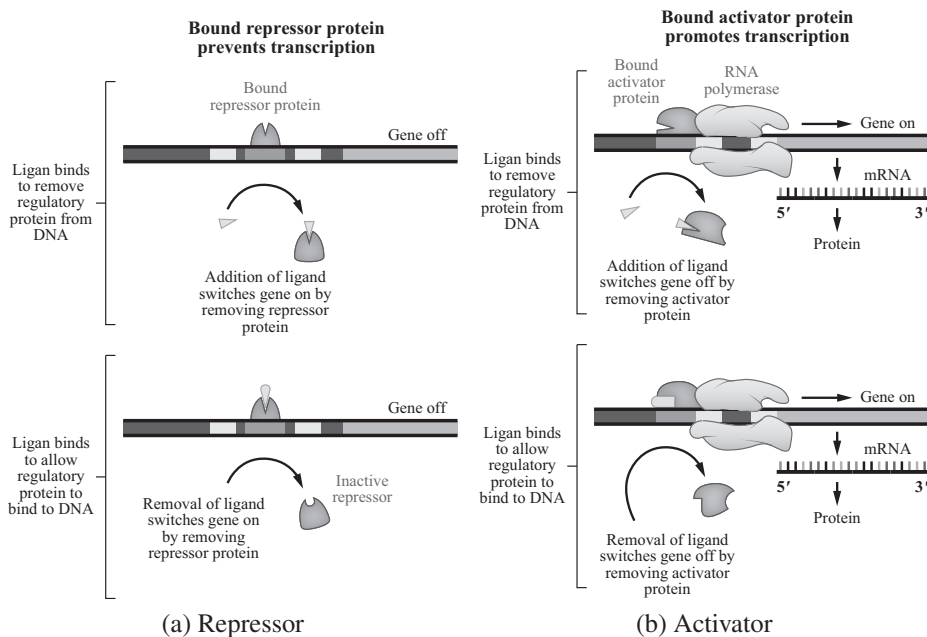 Bound repressor protein
prevents transcription
Bound
repressor protein
Gene off
Ligan binds
to remove
regulatory
protein from
DNA
Addition of ligand
switches gene on by
removing repressor
protein
Gene off
Ligan binds
to allow
regulatory
protein to
bind to DNA
Inactive
repressor
Removal of ligand
switches gene on
by removing
repressor protein
(a) Repressor
Bound activator protein
promotes transcription
Bound
activator
protein
RNA
polymerase
Gene on
Ligan binds
to remove
regulatory
protein from
DNA
mRNA
5′
3′
Protein
Addition of ligand
switches gene off by
removing activator
protein
Gene on
Ligan binds
to allow
regulatory
protein to
bind to DNA
mRNA
5′
3′
Protein
Removal of ligand
switches gene off by
removing activator
protein
(b) Activator